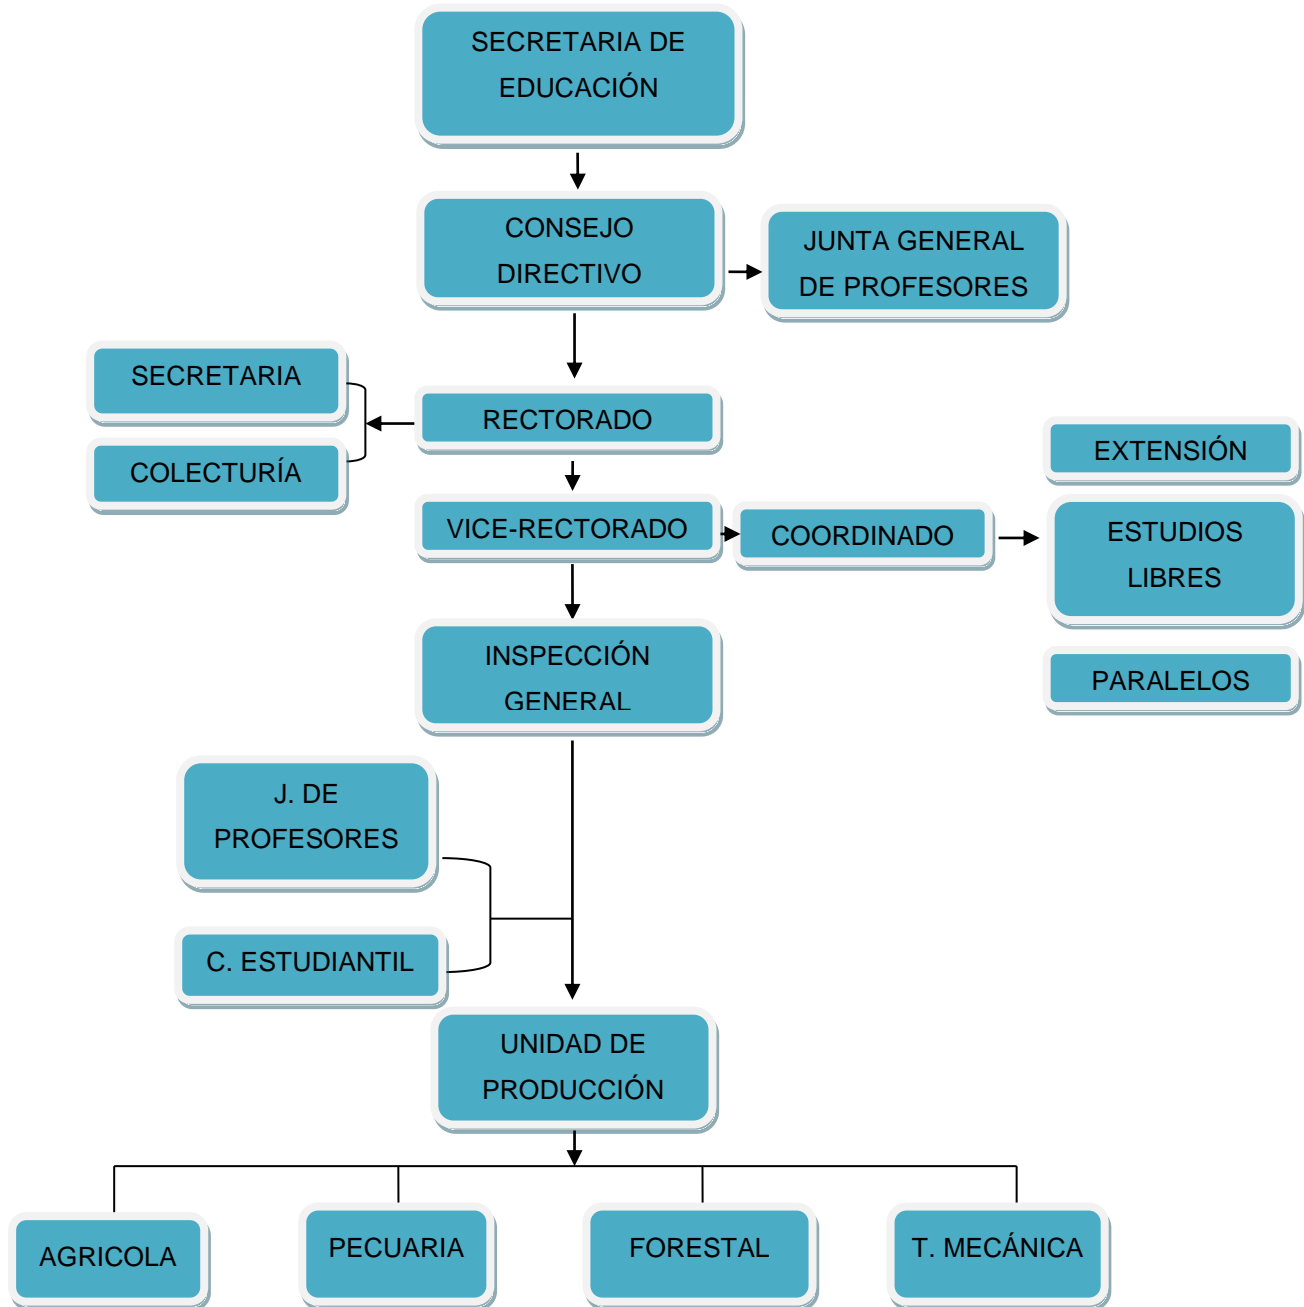 SECRETARIA DE
EDUCACIÓN
CONSEJO
DIRECTIVO
JUNTA GENERAL
DE PROFESORES
SECRETARIA
COLECTURÍA
RECTORADO
VICE-RECTORADO
COORDINADO
EXTENSIÓN
ESTUDIOS
LIBRES
PARALELOS
INSPECCIÓN
GENERAL
J. DE
PROFESORES
C. ESTUDIANTIL
UNIDAD DE
PRODUCCIÓN
AGRICOLA
PECUARIA
FORESTAL
T. MECÁNICA